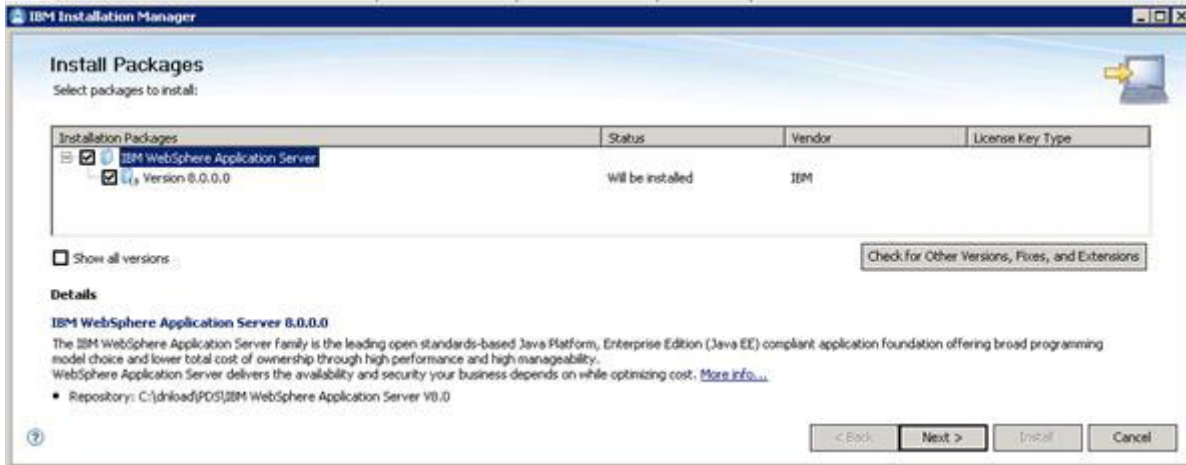 IBM Installation Manager
Install Packages
Select packages to install:
Installation Packages Status Vendor License Key Type
IBM WebSphere Application Server
Version 8.0.0.0 Will be installed IBM
Show all versions Check for Other Versions, Fixes, and Extensions
Details
IBM WebSphere Application Server 8.0.0.0
The IBM WebSphere Application Server family is the leading open standards-based Java Platform, Enterprise Edition (Java EE) compliant application foundation offering broad programming
model choice and lower total cost of ownership through high performance and high manageability.
WebSphere Application Server delivers the availability and security your business depends on while optimizing cost. More info...
• Repository: C:\dnload\PDS\IBM WebSphere Application Server V8.0
? < Back Next > Install Cancel